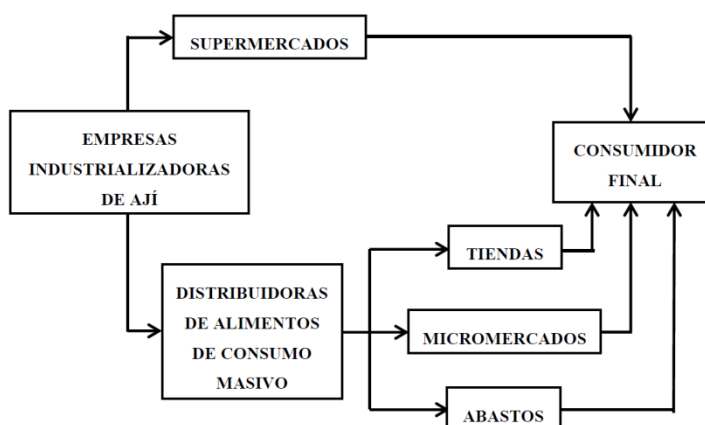 SUPERMERCADOS
EMPRESAS
INDUSTRIALIZADORAS
DE AJÍ
CONSUMIDOR
FINAL
TIENDAS
DISTRIBUIDORAS
DE ALIMENTOS
DE CONSUMO
MASIVO
MICROMERCADOS
ABASTOS